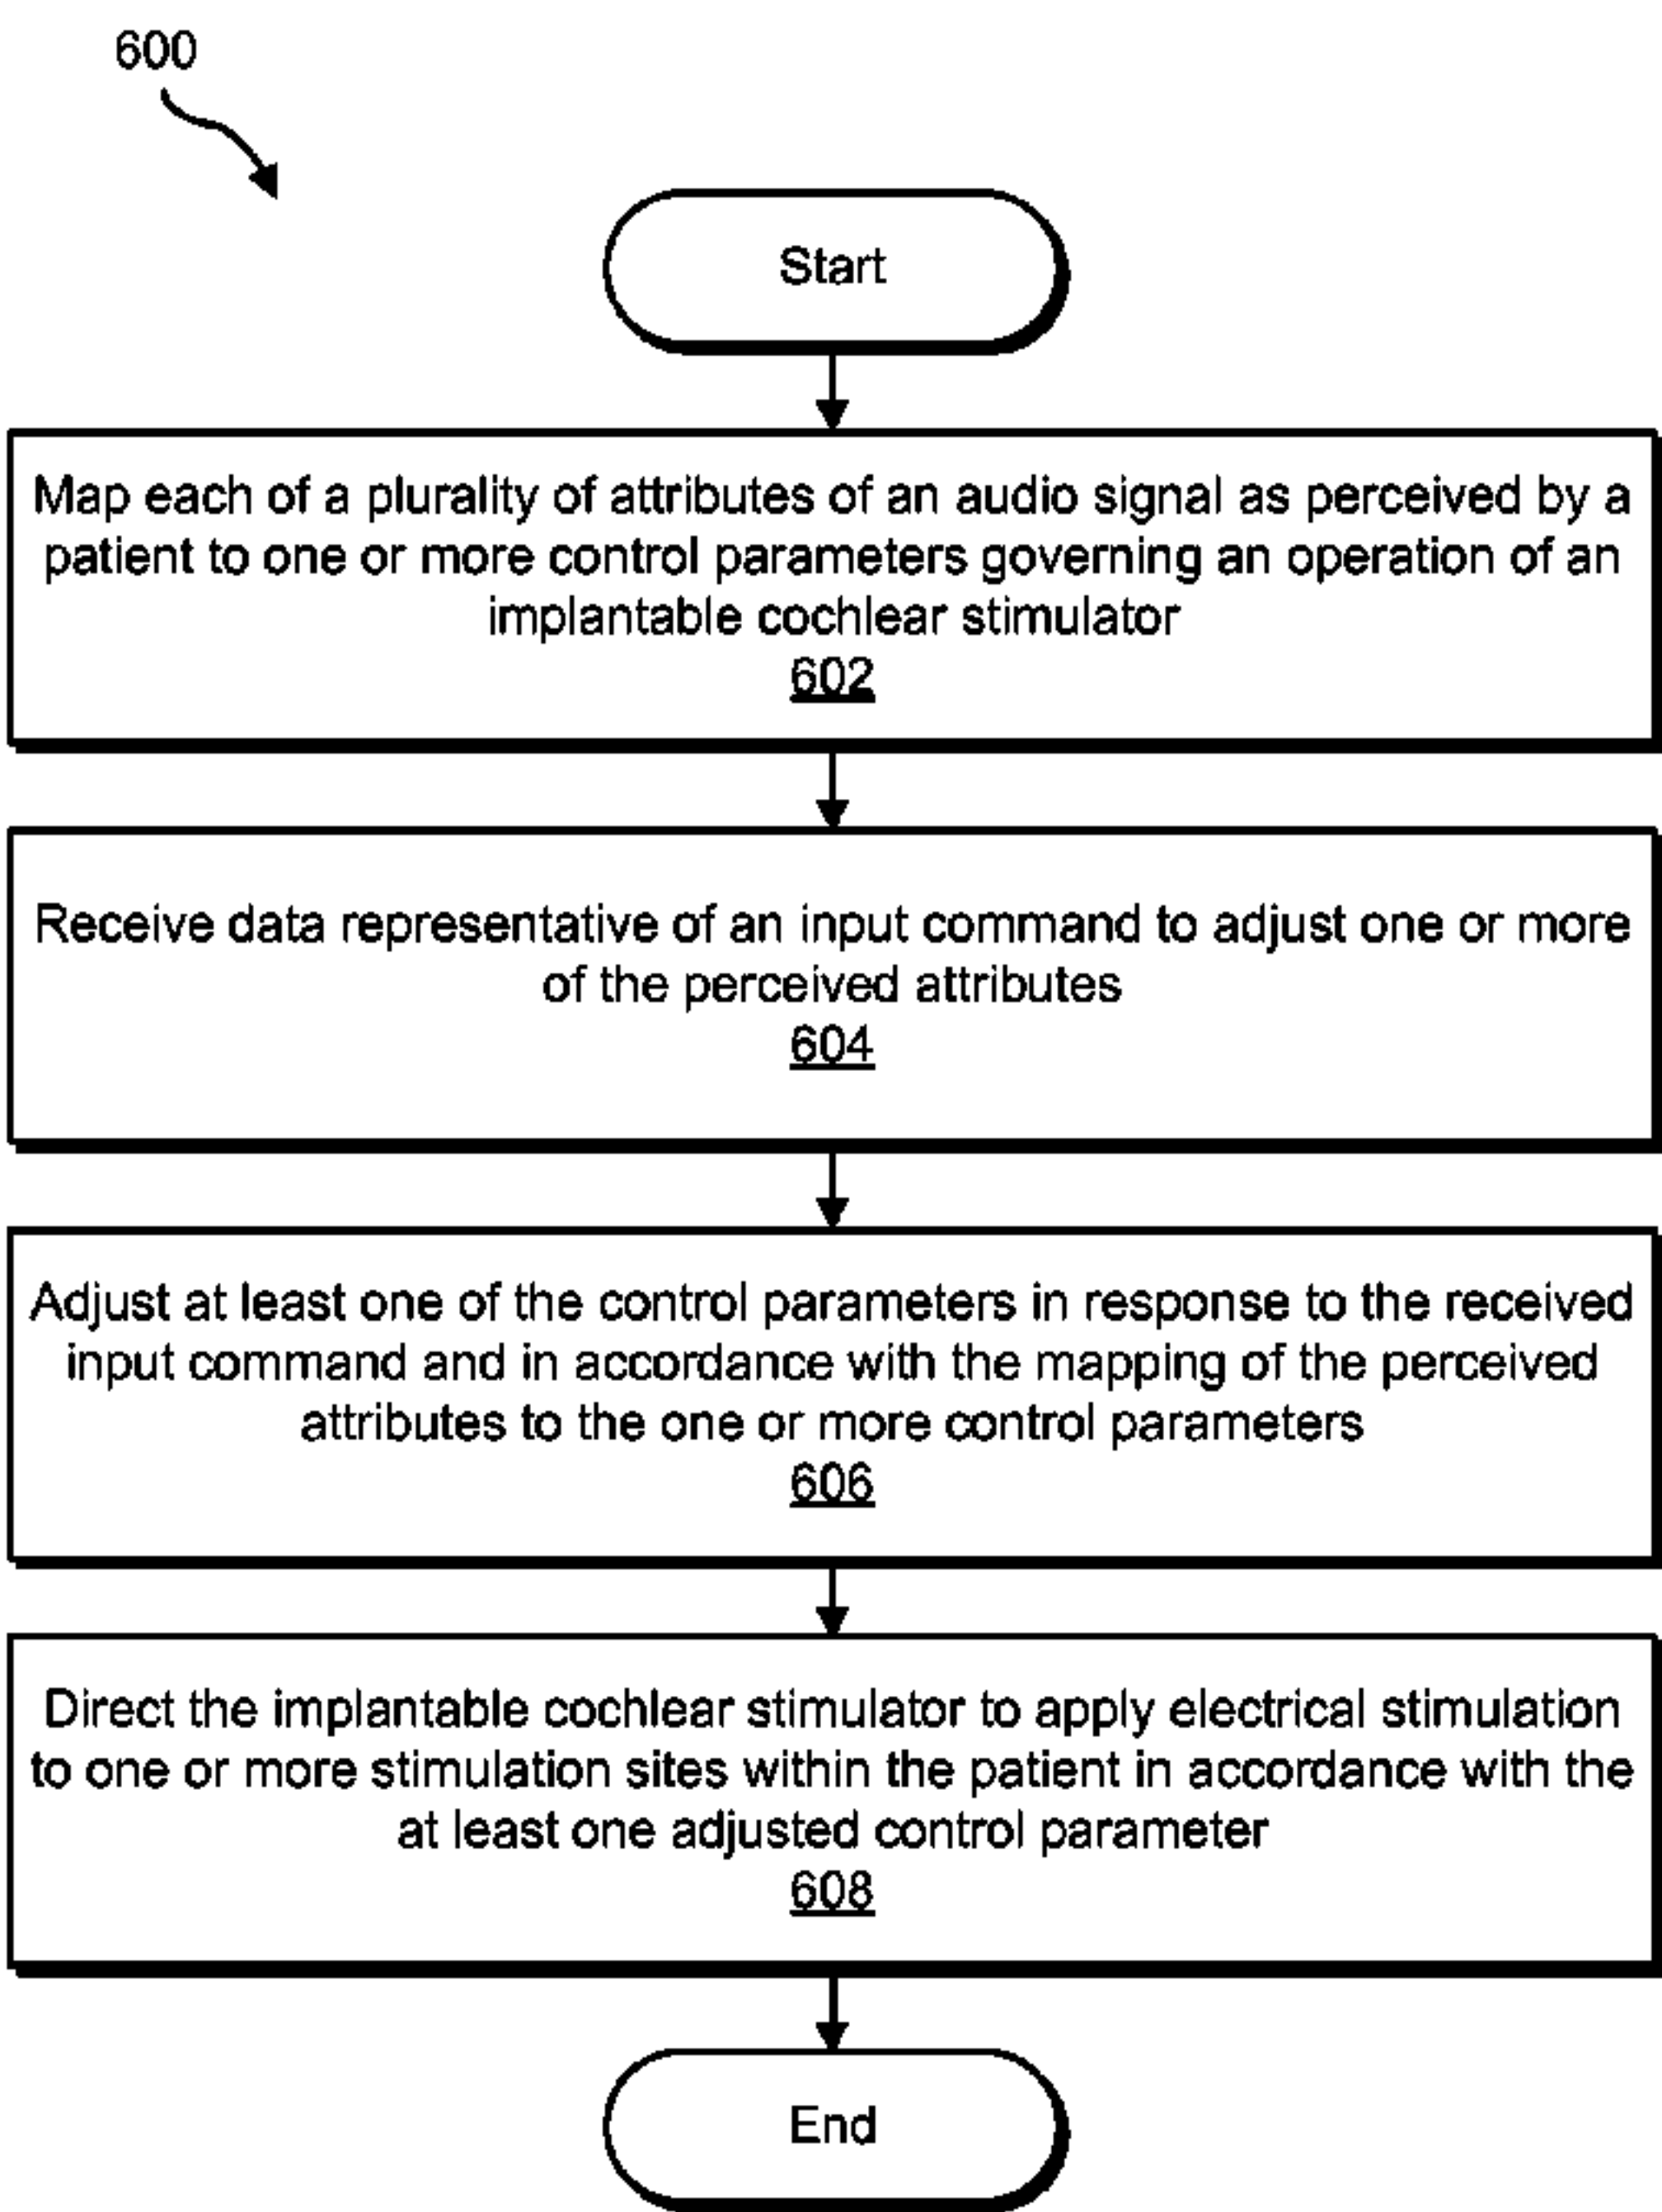 600
Start
Map each of a plurality of attributes of an audio signal as perceived by a
patient to one or more control parameters governing an operation of an
implantable cochlear stimulator
602
Receive data representative of an input command to adjust one or more
of the perceived attributes
604
Adjust at least one of the control parameters in response to the received
input command and in accordance with the mapping of the perceived
attributes to the one or more control parameters
606
Direct the implantable cochlear stimulator to apply electrical stimulation
to one or more stimulation sites within the patient in accordance with the
at least one adjusted control parameter
608
End